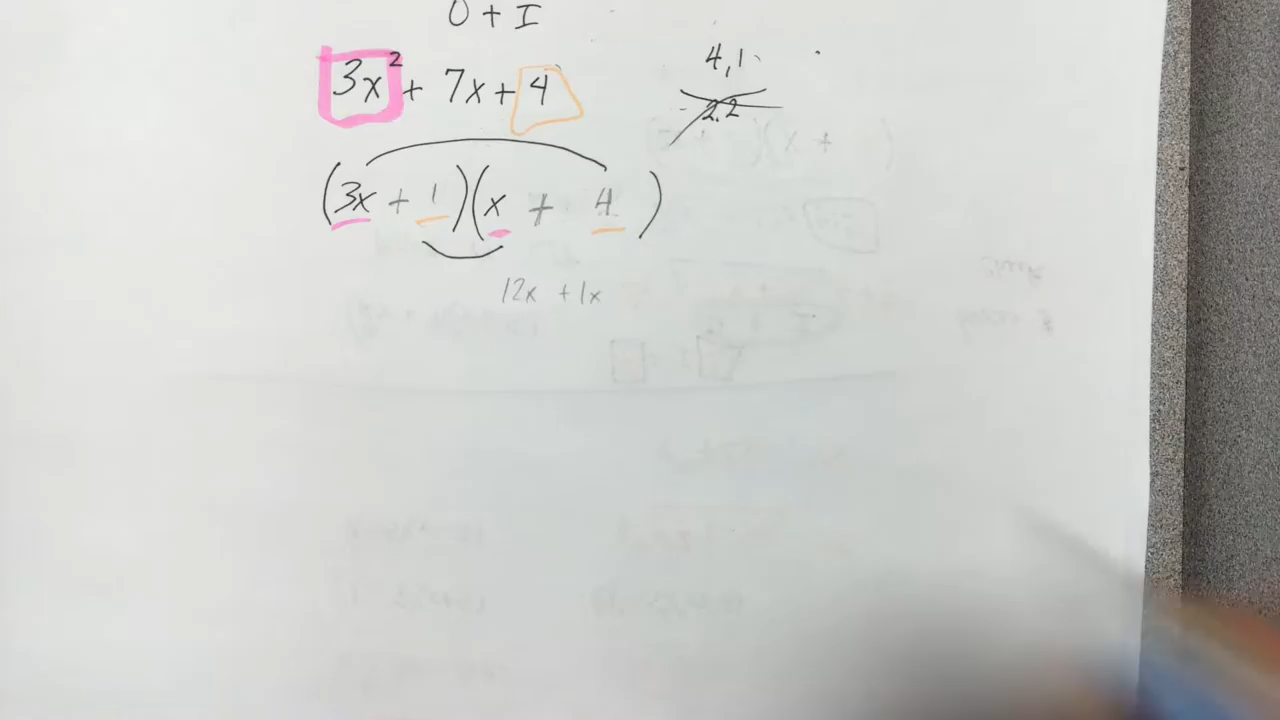 O + I
3x² + 7x + 4
4,1
2,2
(3x + 1)(x + 4)
12x + 1x